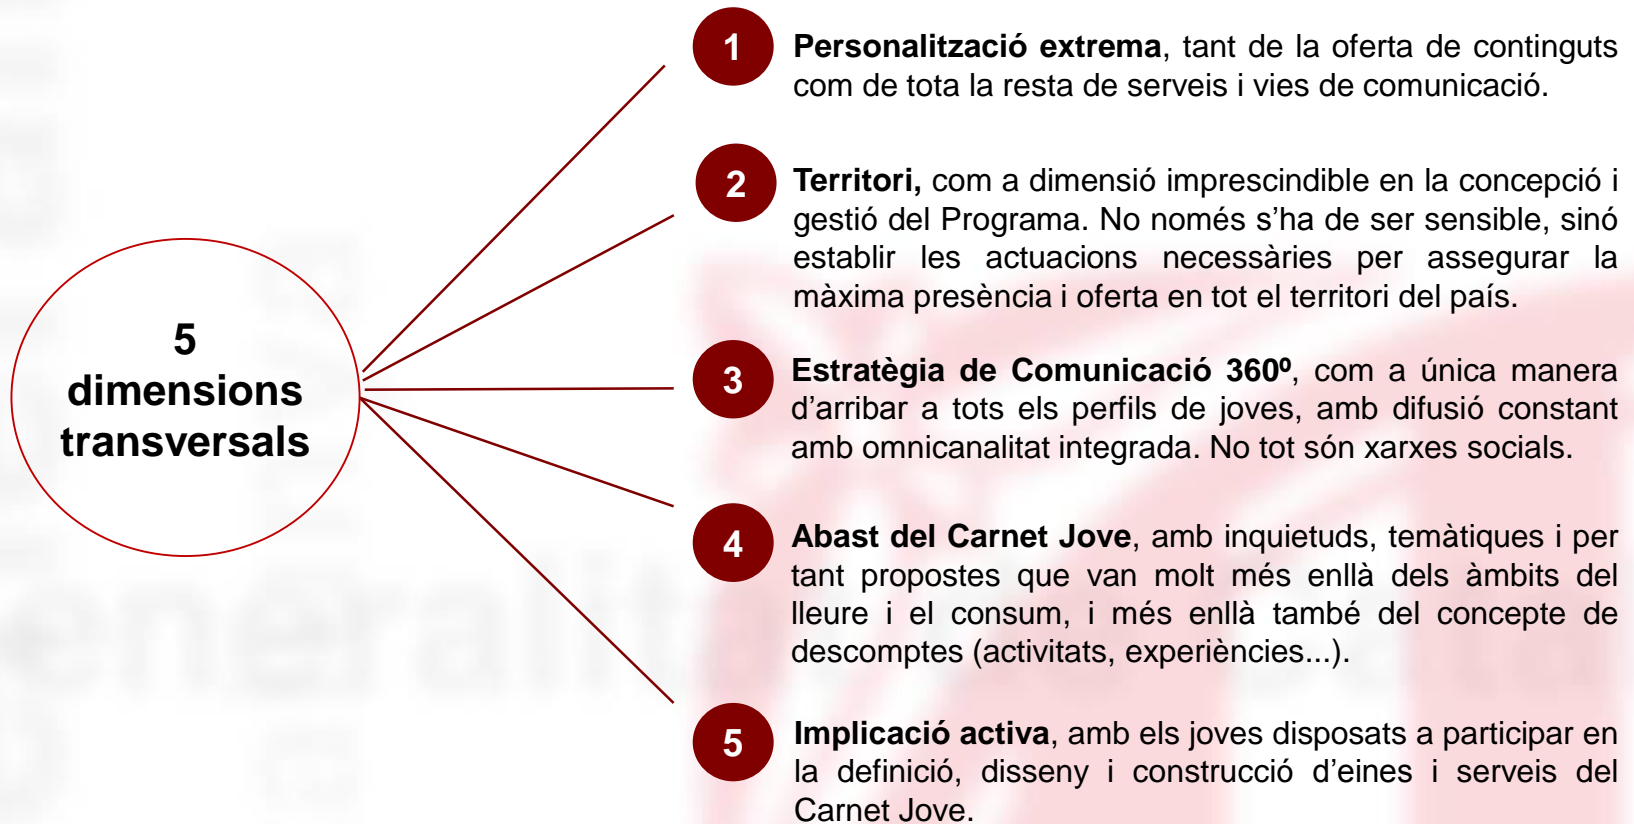 5
dimensions
transversals
1
Personalització extrema, tant de la oferta de continguts
com de tota la resta de serveis i vies de comunicació.
2
Territori, com a dimensió imprescindible en la concepció i
gestió del Programa. No només s’ha de ser sensible, sinó
establir les actuacions necessàries per assegurar la
màxima presència i oferta en tot el territori del país.
3
Estratègia de Comunicació 360º, com a única manera
d’arribar a tots els perfils de joves, amb difusió constant
amb omnicanalitat integrada. No tot són xarxes socials.
4
Abast del Carnet Jove, amb inquietuds, temàtiques i per
tant propostes que van molt més enllà dels àmbits del
lleure i el consum, i més enllà també del concepte de
descomptes (activitats, experiències...).
5
Implicació activa, amb els joves disposats a participar en
la definició, disseny i construcció d’eines i serveis del
Carnet Jove.